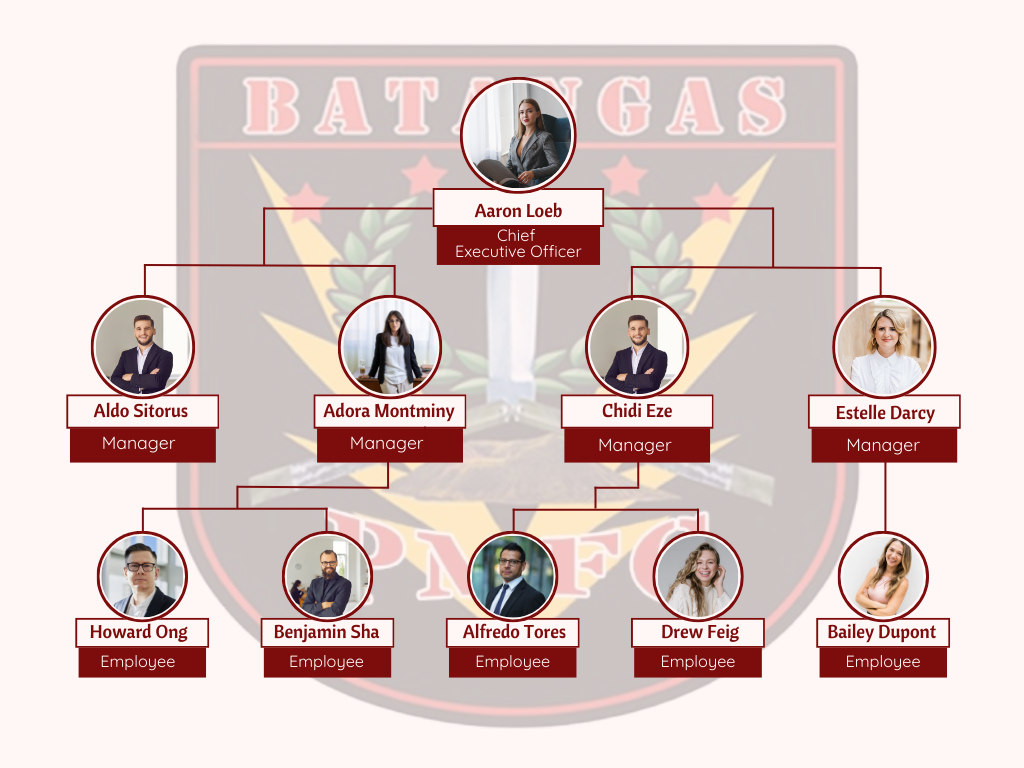 BATANGAS
Aaron Loeb
Chief
Executive Officer
Aldo Sitorus
Manager
Adora Montminy
Manager
Chidi Eze
Manager
Estelle Darcy
Manager
PMFC
Howard Ong
Employee
Benjamin Sha
Employee
Alfredo Tores
Employee
Drew Feig
Employee
Bailey Dupont
Employee